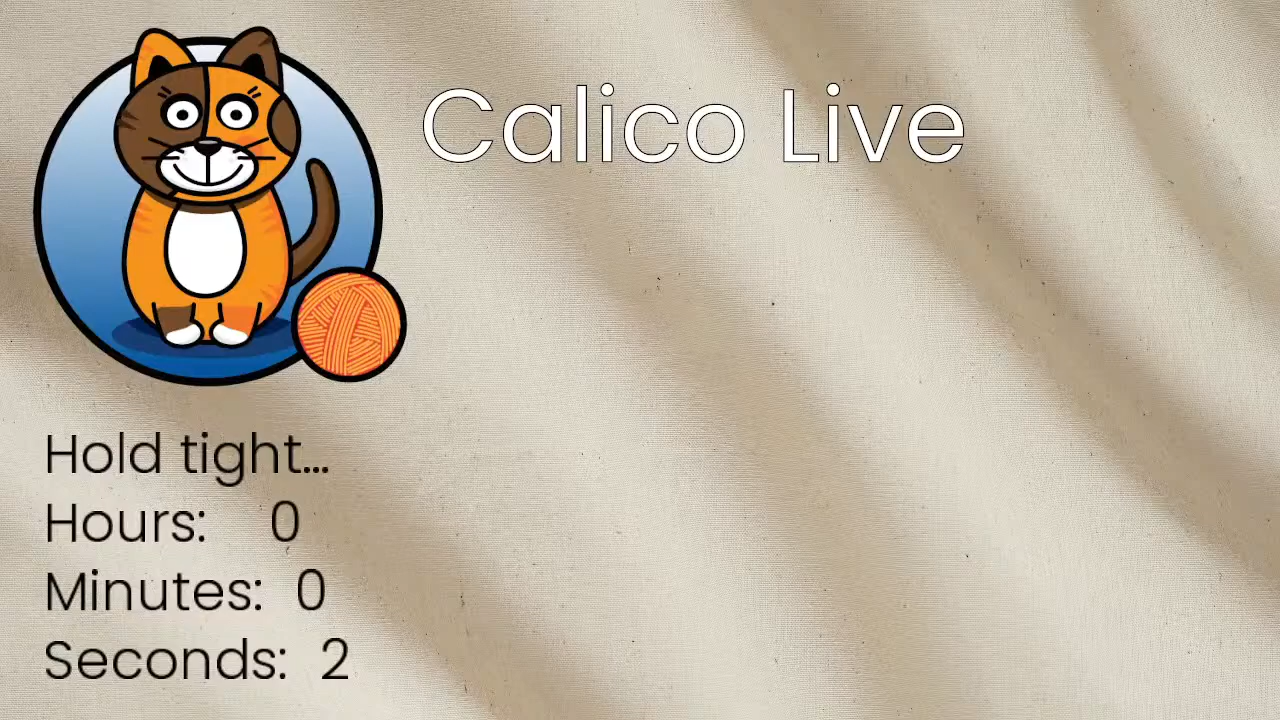 Calico Live
Hold tight...
Hours: 0
Minutes: 0
Seconds: 2